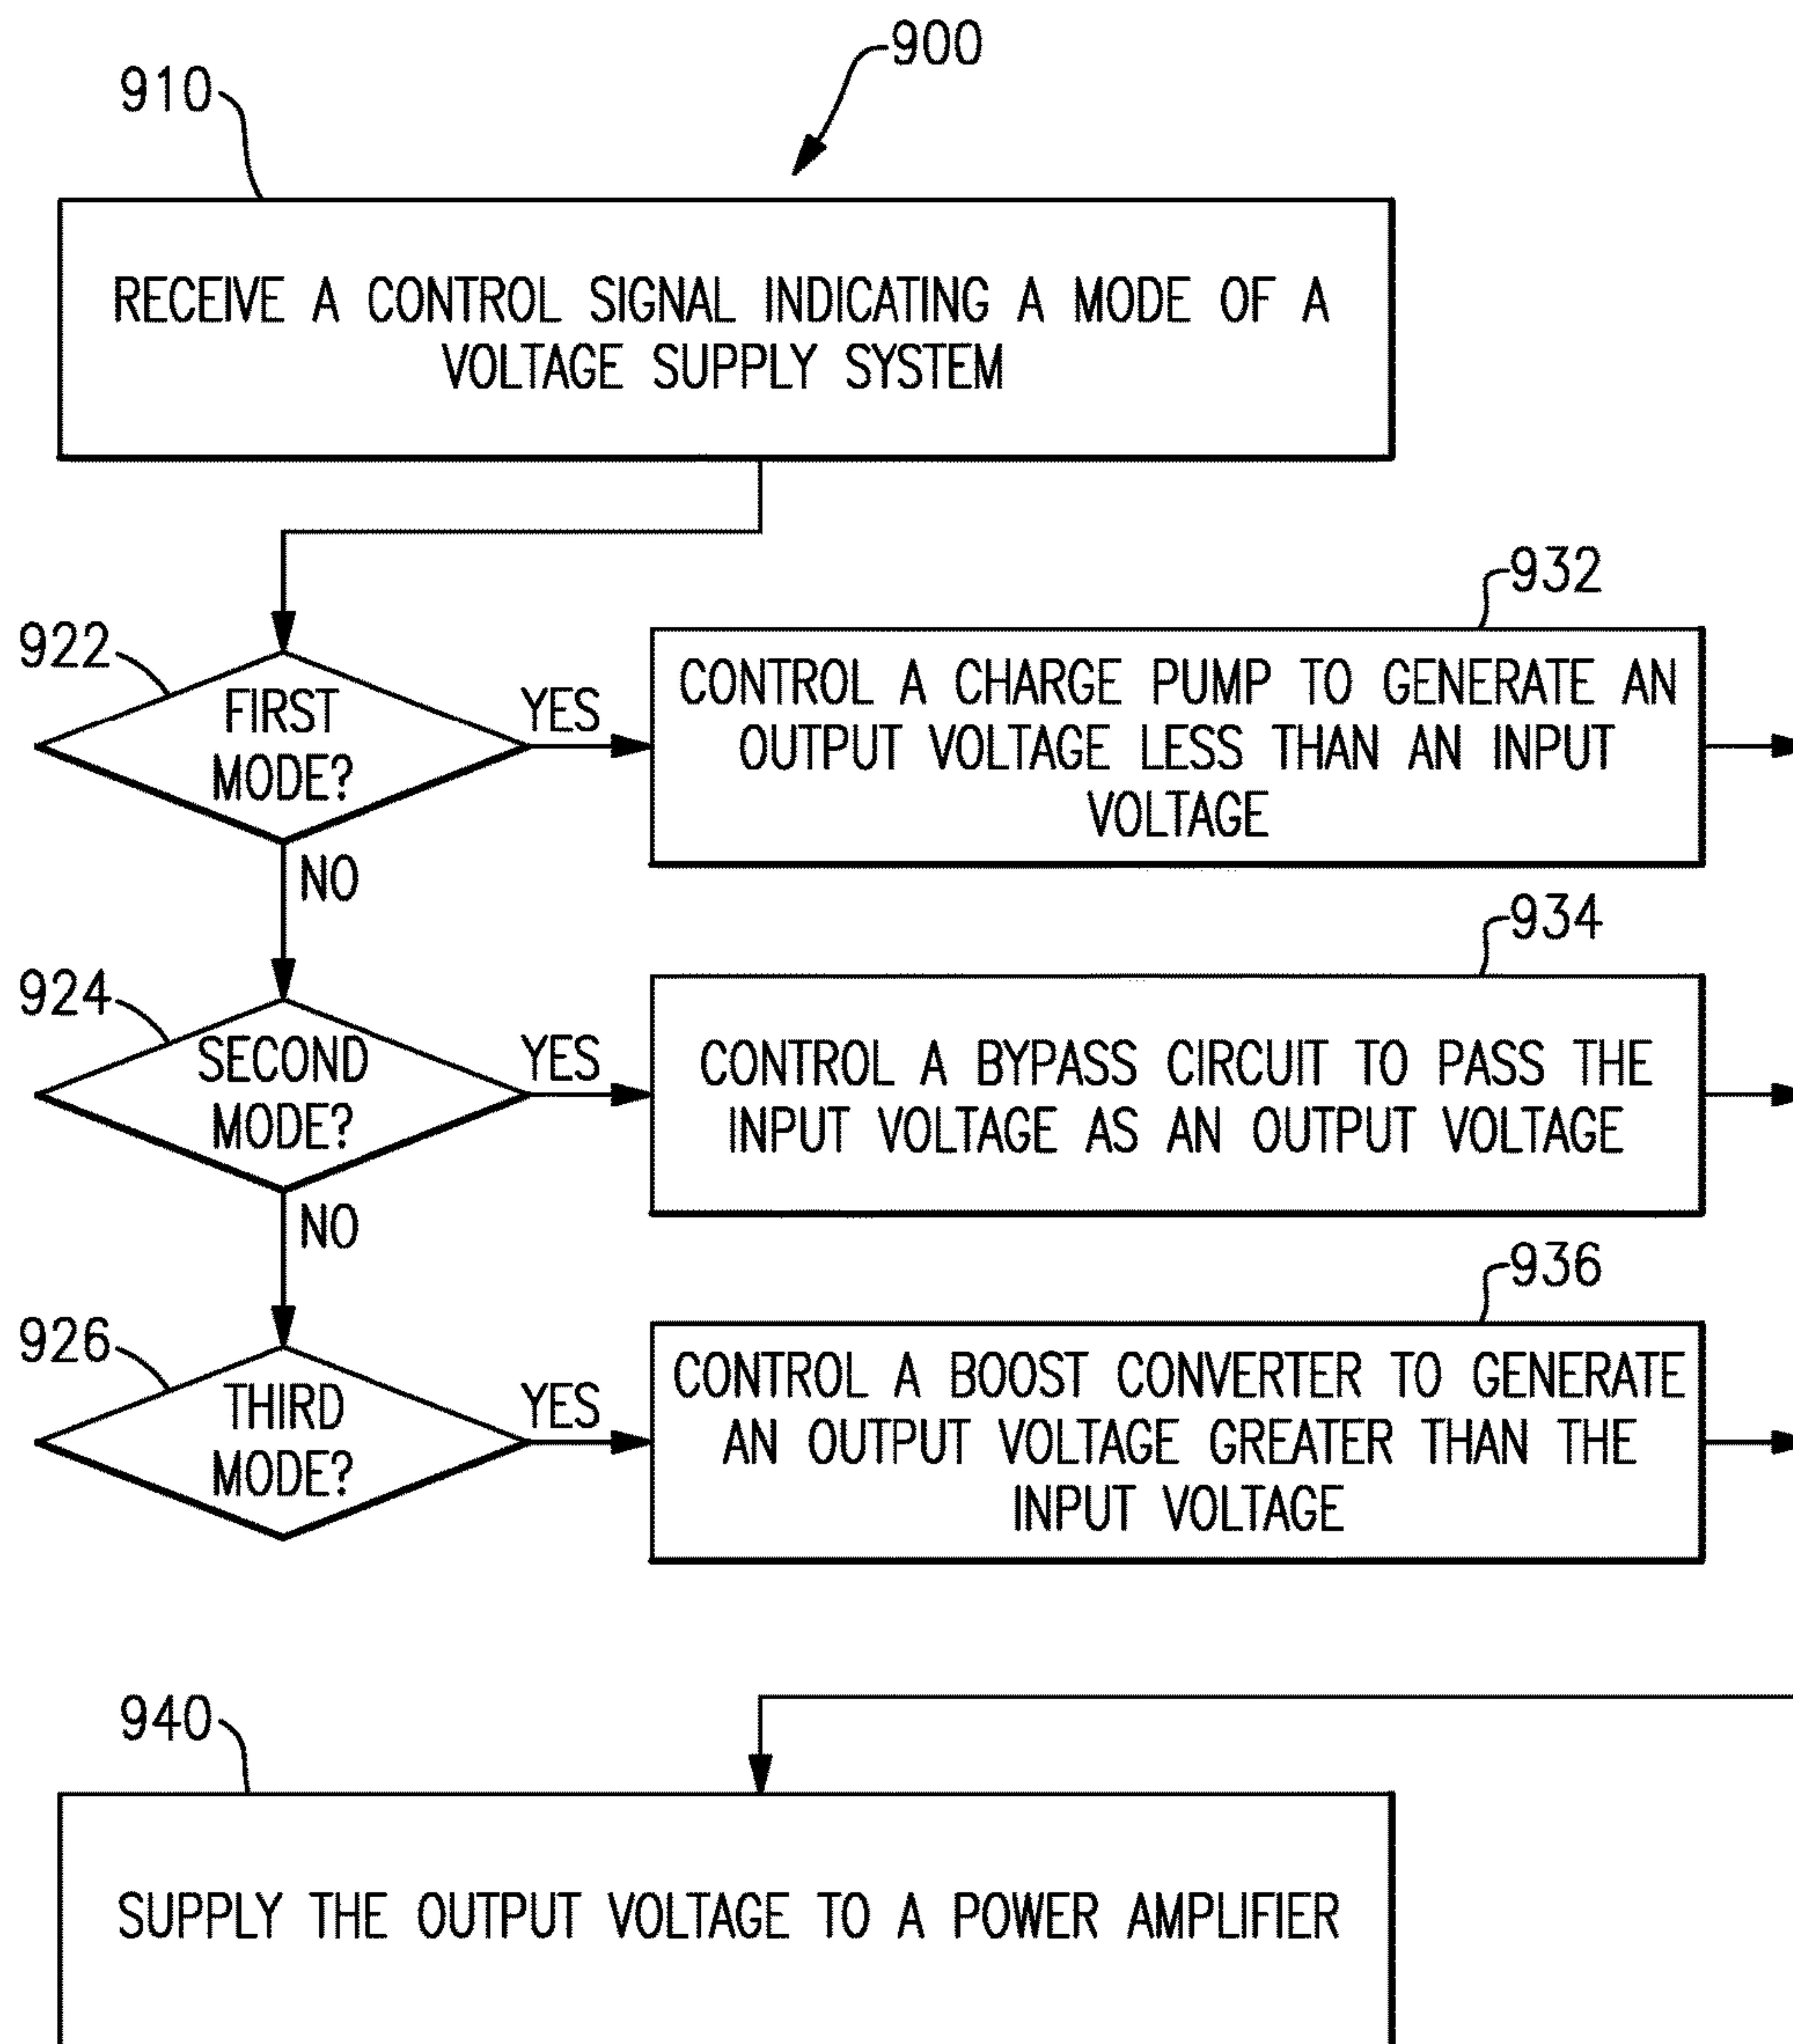 900
910
RECEIVE A CONTROL SIGNAL INDICATING A MODE OF A
VOLTAGE SUPPLY SYSTEM
922
FIRST
MODE?
YES
NO
932
CONTROL A CHARGE PUMP TO GENERATE AN
OUTPUT VOLTAGE LESS THAN AN INPUT
VOLTAGE
924
SECOND
MODE?
YES
NO
934
CONTROL A BYPASS CIRCUIT TO PASS THE
INPUT VOLTAGE AS AN OUTPUT VOLTAGE
926
THIRD
MODE?
YES
936
CONTROL A BOOST CONVERTER TO GENERATE
AN OUTPUT VOLTAGE GREATER THAN THE
INPUT VOLTAGE
940
SUPPLY THE OUTPUT VOLTAGE TO A POWER AMPLIFIER